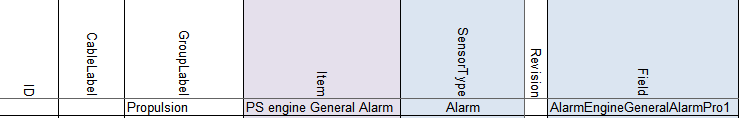 ID
CableLabel
GroupLabel
Item
SensorType
Revision
Field
Propulsion
PS engine General Alarm
Alarm
AlarmEngineGeneralAlarmPro1